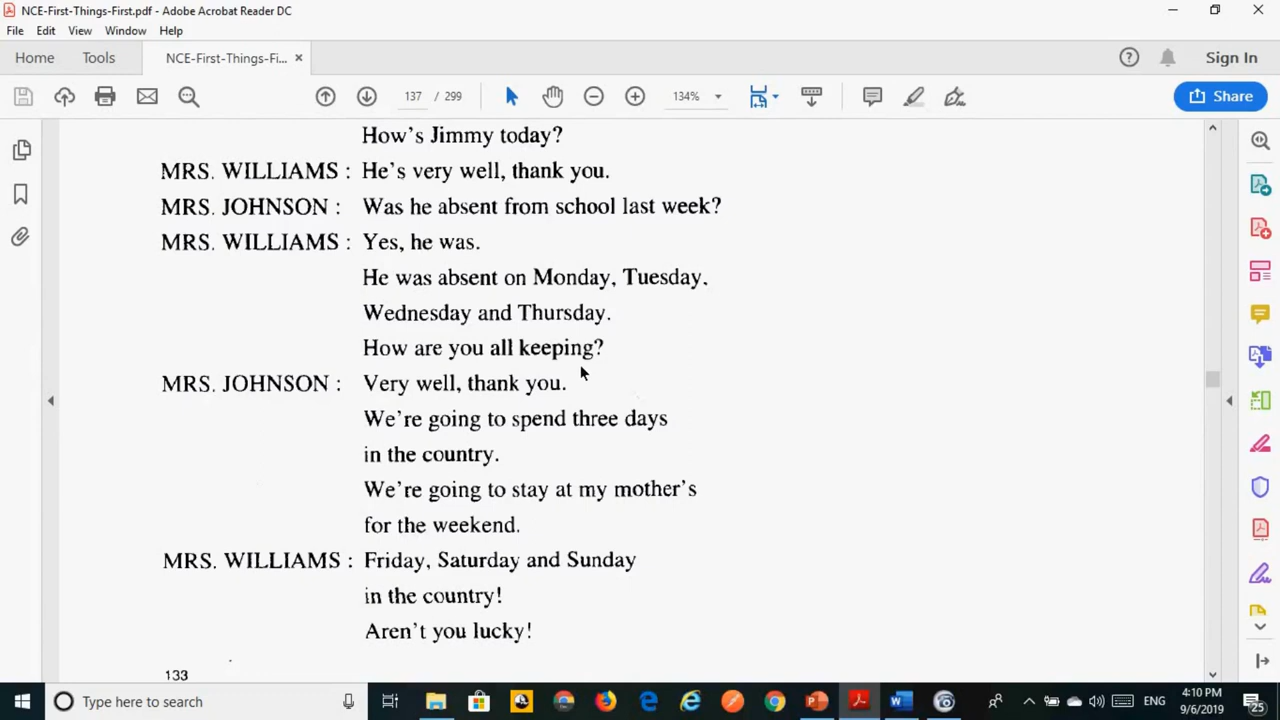 NCE-First-Things-First.pdf - Adobe Acrobat Reader DC
File Edit View Window Help
Home Tools NCE-First-Things-Fi... × Sign In
137 / 299 134% Share
How's Jimmy today?
MRS. WILLIAMS : He's very well, thank you.
MRS. JOHNSON : Was he absent from school last week?
MRS. WILLIAMS : Yes, he was.
He was absent on Monday, Tuesday,
Wednesday and Thursday.
How are you all keeping?
MRS. JOHNSON : Very well, thank you.
We're going to spend three days
in the country.
We're going to stay at my mother's
for the weekend.
MRS. WILLIAMS : Friday, Saturday and Sunday
in the country!
Aren't you lucky!
133
Type here to search ENG 4:10 PM
9/6/2019 25